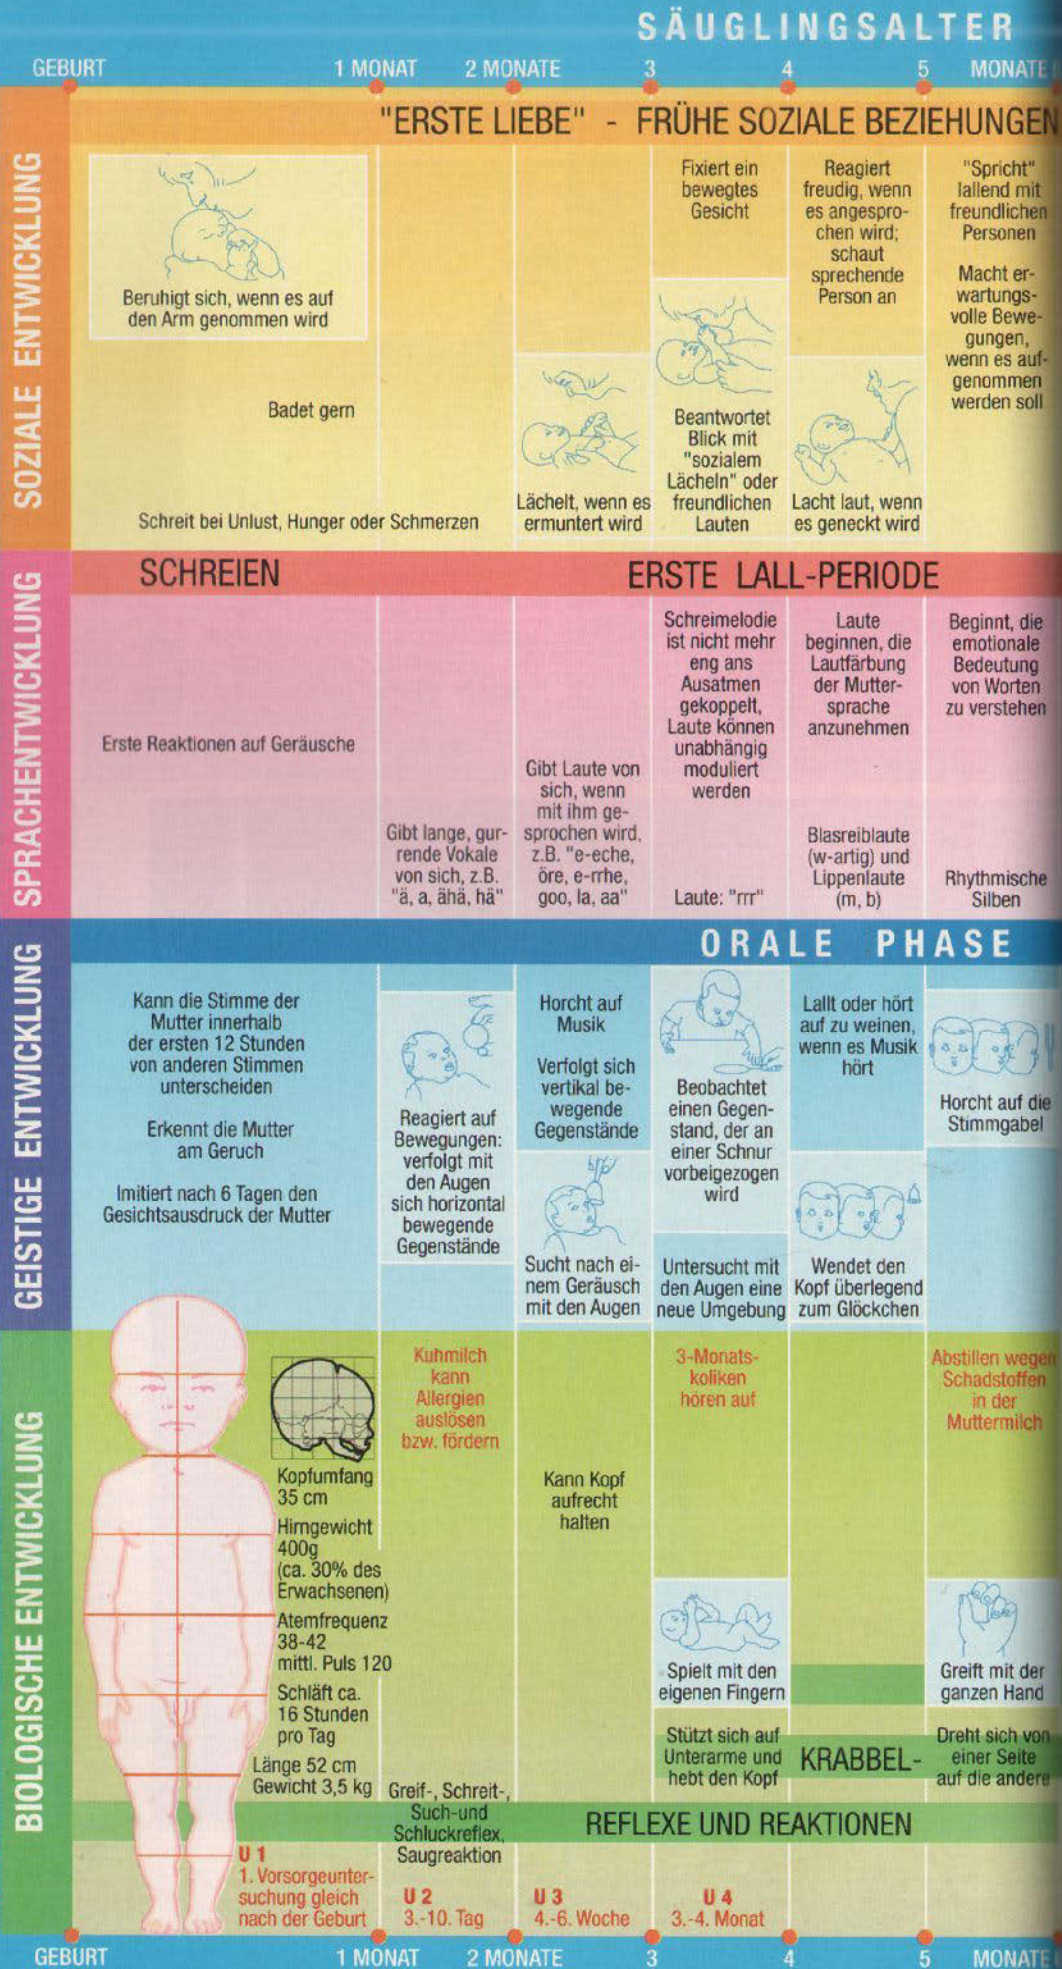 SÄUGLINGSALTER
GEBURT
1 MONAT
2 MONATE
3
4
5
MONATE
SOZIALE ENTWICKLUNG
"ERSTE LIEBE" - FRÜHE SOZIALE BEZIEHUNGEN
Beruhigt sich, wenn es auf
den Arm genommen wird
Badet gern
Schreit bei Unlust, Hunger oder Schmerzen
Lächelt, wenn es
ermuntert wird
Fixiert ein
bewegtes
Gesicht
Beantwortet
Blick mit
"sozialem
Lächeln" oder
freundlichen
Lauten
Reagiert
freudig, wenn
es angespro-
chen wird;
schaut
sprechende
Person an
Lacht laut, wenn
es geneckt wird
"Spricht"
lallend mit
freundlichen
Personen
Macht er-
wartungs-
volle Bewe-
gungen,
wenn es auf-
genommen
werden soll
SPRACHENTWICKLUNG
SCHREIEN
ERSTE LALL-PERIODE
Erste Reaktionen auf Geräusche
Gibt lange, gur-
rende Vokale
von sich, z.B.
"ä, a, ähä, hä"
Gibt Laute von
sich, wenn
mit ihm ge-
sprochen wird,
z.B. "e-eche,
öre, e-rrhe,
goo, la, aa"
Schreimelodie
ist nicht mehr
eng ans
Ausatmen
gekoppelt,
Laute können
unabhängig
moduliert
werden
Laute: "rrr"
Laute
beginnen, die
Lautfärbung
der Mutter-
sprache
anzunehmen
Blasreiblaute
(w-artig) und
Lippenlaute
(m, b)
Beginnt, die
emotionale
Bedeutung
von Worten
zu verstehen
Rhythmische
Silben
GEISTIGE ENTWICKLUNG
ORALE PHASE
Kann die Stimme der
Mutter innerhalb
der ersten 12 Stunden
von anderen Stimmen
unterscheiden
Erkennt die Mutter
am Geruch
Imitiert nach 6 Tagen den
Gesichtsausdruck der Mutter
Reagiert auf
Bewegungen:
verfolgt mit
den Augen
sich horizontal
bewegende
Gegenstände
Horcht auf
Musik
Verfolgt sich
vertikal be-
wegende
Gegenstände
Sucht nach ei-
nem Geräusch
mit den Augen
Beobachtet
einen Gegen-
stand, der an
einer Schnur
vorbeigezogen
wird
Untersucht mit
den Augen eine
neue Umgebung
Lallt oder hört
auf zu weinen,
wenn es Musik
hört
Wendet den
Kopf überlegend
zum Glöckchen
Horcht auf die
Stimmgabel
BIOLOGISCHE ENTWICKLUNG
Kopfumfang
35 cm
Hirngewicht
400g
(ca. 30% des
Erwachsenen)
Atemfrequenz
38-42
mittl. Puls 120
Schläft ca.
16 Stunden
pro Tag
Länge 52 cm
Gewicht 3,5 kg
Kuhmilch
kann
Allergien
auslösen
bzw. fördern
Greif-, Schreit-,
Such-und
Schluckreflex,
Saugreaktion
Kann Kopf
aufrecht
halten
3-Monats-
koliken
hören auf
Spielt mit den
eigenen Fingern
Stützt sich auf
Unterarme und
hebt den Kopf
KRABBEL-
Abstillen wegen
Schadstoffen
in der
Muttermilch
Greift mit der
ganzen Hand
Dreht sich von
einer Seite
auf die andere
REFLEXE UND REAKTIONEN
U 1
1. Vorsorgeunter-
suchung gleich
nach der Geburt
U 2
3.-10. Tag
U 3
4.-6. Woche
U 4
3.-4. Monat
GEBURT
1 MONAT
2 MONATE
3
4
5
MONATE